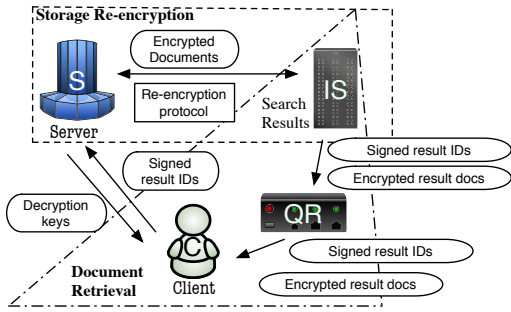 Storage Re-encryption
Encrypted
Documents
S
IS
Re-encryption
protocol
Search
Results
Server
Signed
result IDs
Signed result IDs
Encrypted result docs
Decryption
keys
QR
C
Signed result IDs
Document
Retrieval
Client
Encrypted result docs